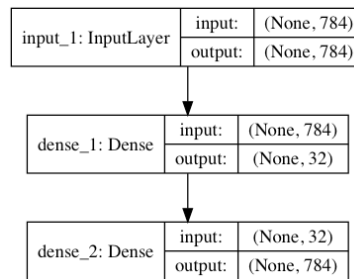 input_1: InputLayer input: (None, 784)
output: (None, 784)
dense_1: Dense input: (None, 784)
output: (None, 32)
dense_2: Dense input: (None, 32)
output: (None, 784)